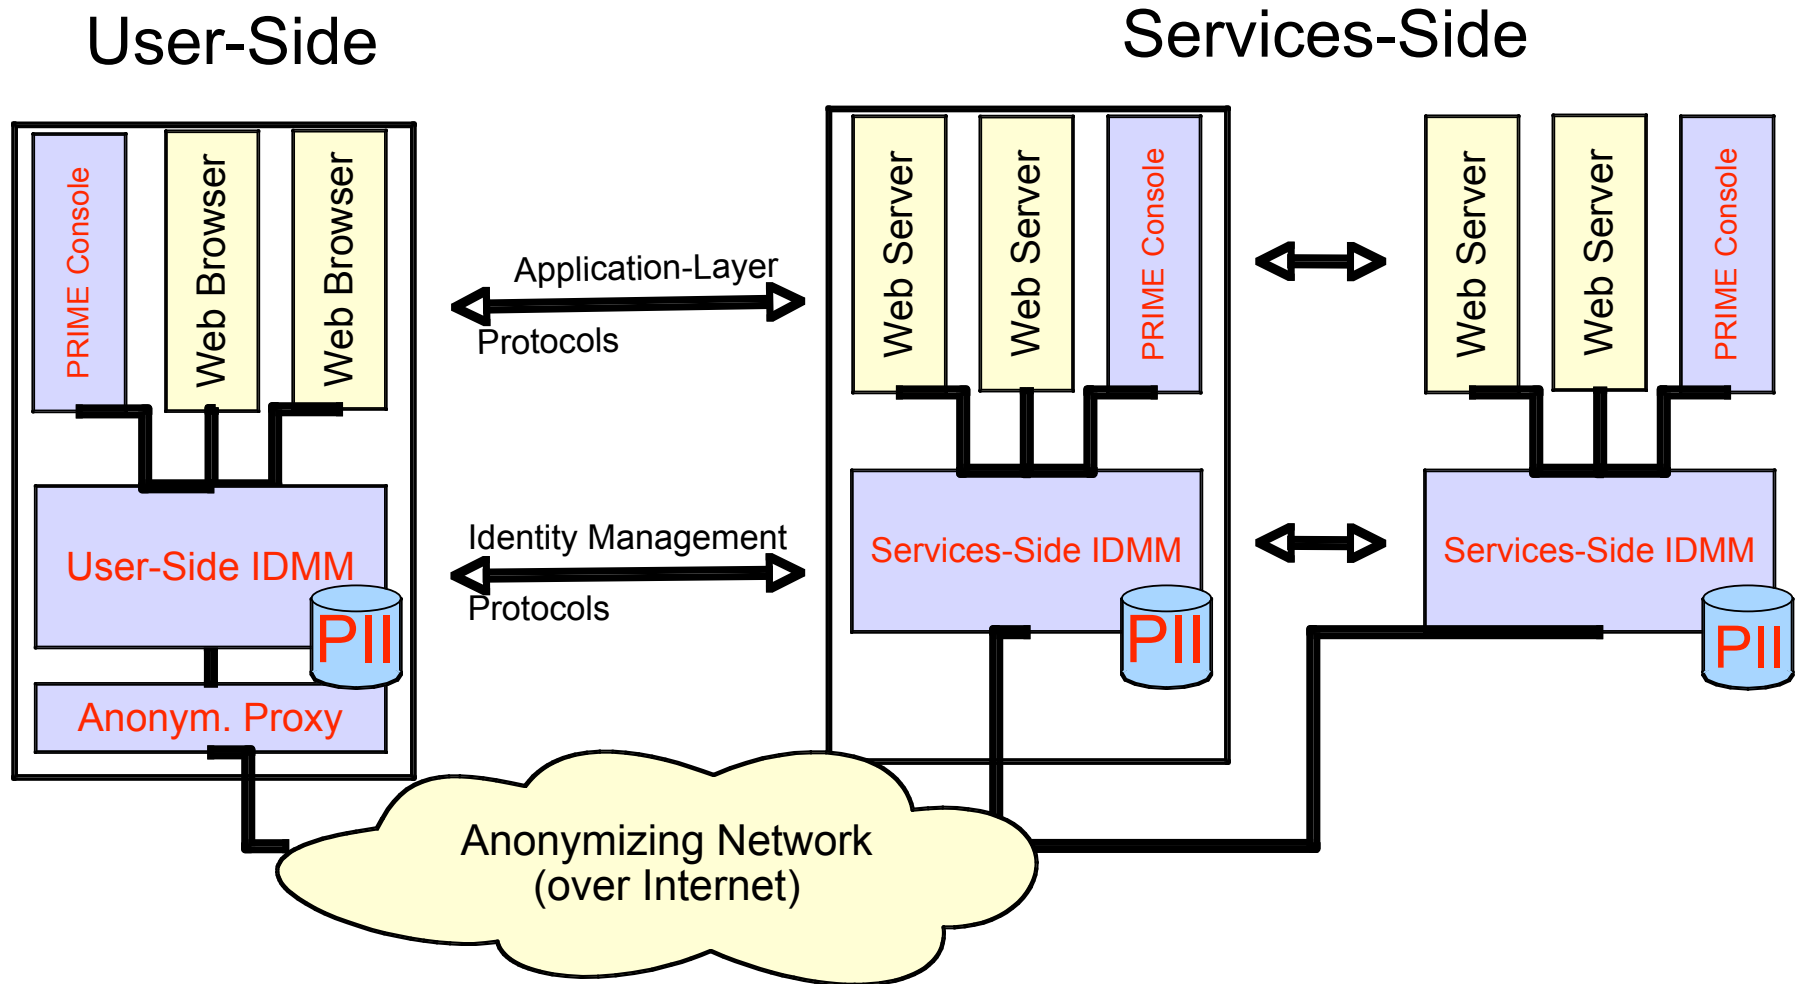 User-Side
Services-Side
PRIME Console
Web Browser
Web Browser
Application-Layer
Protocols
Web Server
Web Server
PRIME Console
Web Server
Web Server
PRIME Console
User-Side IDMM
PII
Identity Management
Protocols
Services-Side IDMM
PII
Services-Side IDMM
PII
Anonym. Proxy
Anonymizing Network
(over Internet)